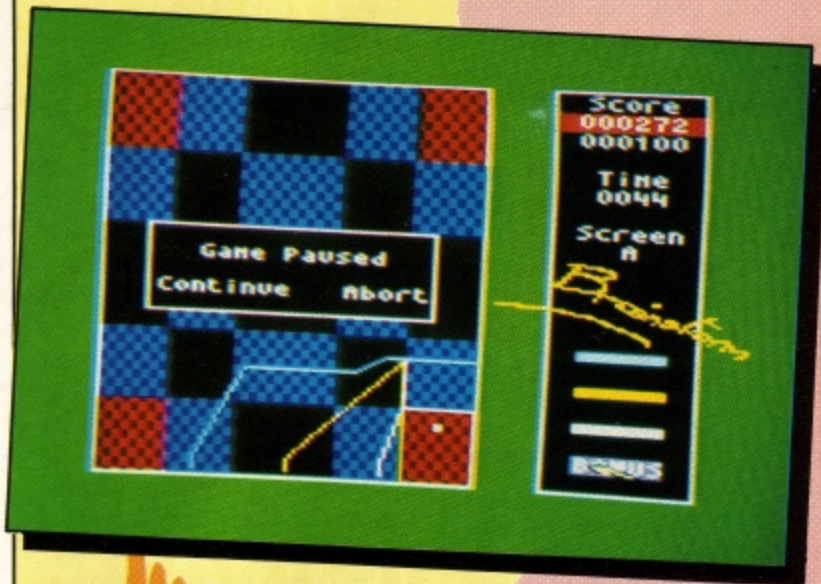 Game Paused
Continue Abort
Score
000272
000100
Time
0044
Screen
A
Brainstorm
BONUS